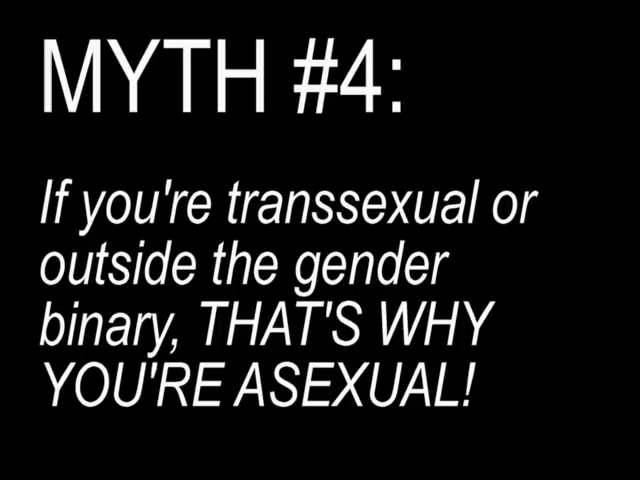 MYTH #4:
If you're transsexual or
outside the gender
binary, THAT'S WHY
YOU'RE ASEXUAL!